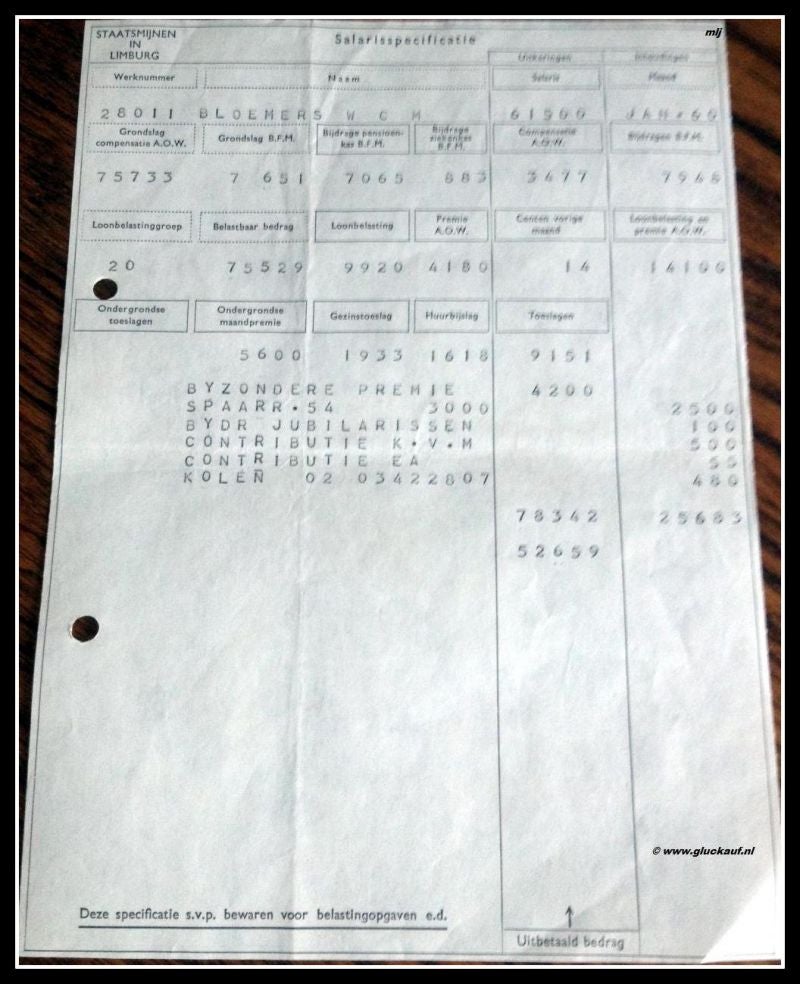 mlj
STAATSMIJNEN IN LIMBURG
Salarisspecificatie
Uitkeringen Inhoudingen
Werknummer Naam Salaris Maand
28011 BLOEMERS W C M 61500 JAN•60
Grondslag compensatie A.O.W. Grondslag B.F.M. Bijdrage pensioen- kas B.F.M. Bijdrage ziekenkas B.F.M. Compensatie A.O.W. Bijdragen B.F.M.
75733 7 651 7065 883 3477 7948
Loonbelastinggroep Belastbaar bedrag Loonbelasting Premie A.O.W. Centen vorige maand Loonbelasting en premie A.O.W.
20 75529 9920 4180 14 14100
Ondergrondse toeslagen Ondergrondse maandpremie Gezinstoeslag Huurbijslag Toeslagen
5600 1933 1618 9151
BYZONDERE PREMIE 4200
SPAARR•54 3000 2500
BYDR JUBILARISSEN 100
CONTRIBUTIE K•V•M 500
CONTRIBUTIE EA 55
KOLEN 02 03422807 480
78342 25683
52659
© www.gluckauf.nl
Deze specificatie s.v.p. bewaren voor belastingopgaven e.d.
↑
Uitbetaald bedrag